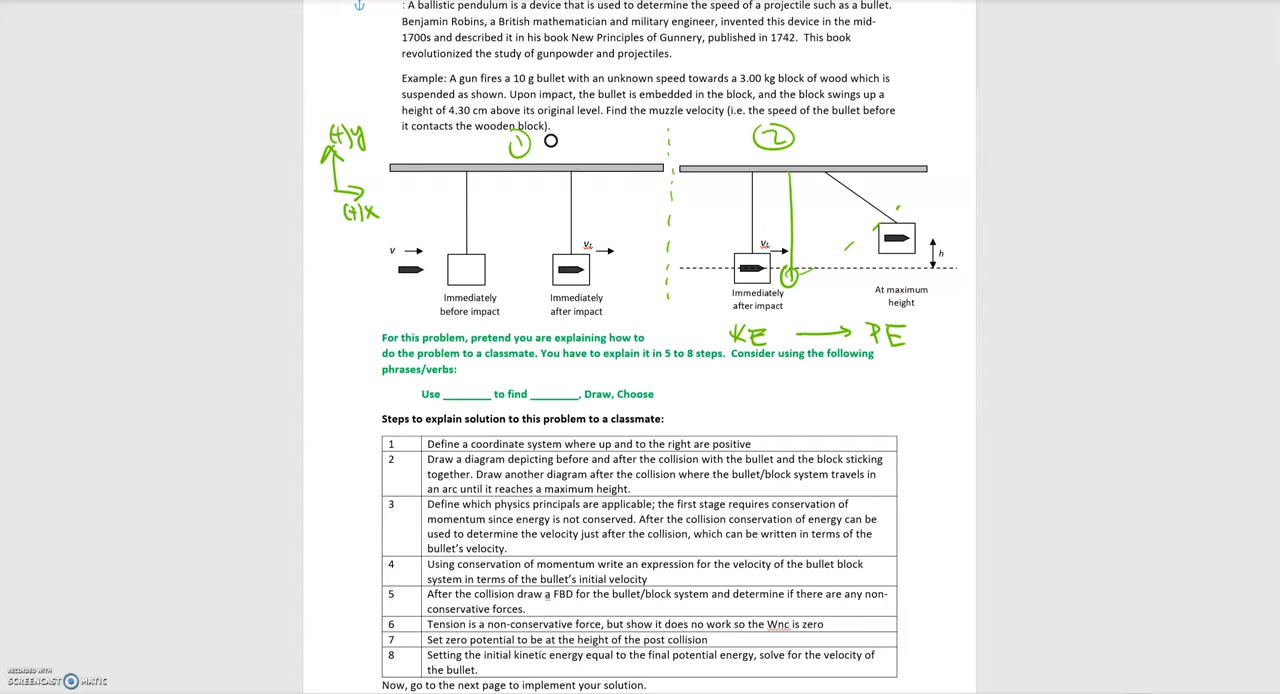 : A ballistic pendulum is a device that is used to determine the speed of a projectile such as a bullet.
Benjamin Robins, a British mathematician and military engineer, invented this device in the mid-
1700s and described it in his book New Principles of Gunnery, published in 1742.  This book
revolutionized the study of gunpowder and projectiles.
Example: A gun fires a 10 g bullet with an unknown speed towards a 3.00 kg block of wood which is
suspended as shown. Upon impact, the bullet is embedded in the block, and the block swings up a
height of 4.30 cm above its original level. Find the muzzle velocity (i.e. the speed of the bullet before
it contacts the wooden block).
(+)y
(+)x
1
2
v
Vt
Vt
h
Immediately
before impact
Immediately
after impact
Immediately
after impact
At maximum
height
KE → PE
For this problem, pretend you are explaining how to
do the problem to a classmate. You have to explain it in 5 to 8 steps.  Consider using the following
phrases/verbs:
Use ________ to find ________, Draw, Choose
Steps to explain solution to this problem to a classmate:
1 Define a coordinate system where up and to the right are positive
2 Draw a diagram depicting before and after the collision with the bullet and the block sticking
together. Draw another diagram after the collision where the bullet/block system travels in
an arc until it reaches a maximum height.
3 Define which physics principals are applicable; the first stage requires conservation of
momentum since energy is not conserved. After the collision conservation of energy can be
used to determine the velocity just after the collision, which can be written in terms of the
bullet's velocity.
4 Using conservation of momentum write an expression for the velocity of the bullet block
system in terms of the bullet's initial velocity
5 After the collision draw a FBD for the bullet/block system and determine if there are any non-
conservative forces.
6 Tension is a non-conservative force, but show it does no work so the Wnc is zero
7 Set zero potential to be at the height of the post collision
8 Setting the initial kinetic energy equal to the final potential energy, solve for the velocity of
the bullet.
Now, go to the next page to implement your solution.
RECORDED WITH
SCREENCAST MATIC